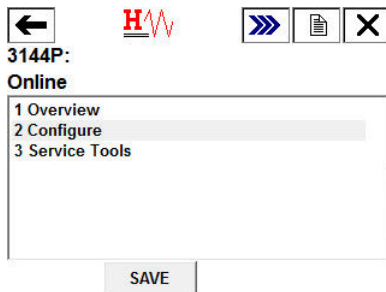 H
3144P:
Online
1 Overview
2 Configure
3 Service Tools
SAVE